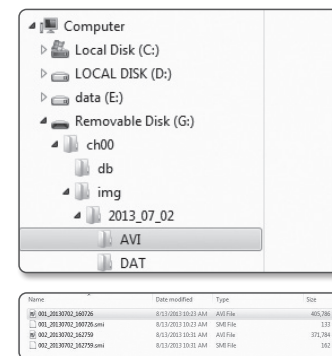 Computer
Local Disk (C:)
LOCAL DISK (D:)
data (E:)
Removable Disk (G:)
ch00
db
img
2013_07_02
AVI
DAT
Name Date modified Type Size
001_20130702_160726 8/13/2013 10:23 AM AVI File 405,786
001_20130702_160726.smi 8/13/2013 10:23 AM SMI File 133
002_20130702_162759 8/13/2013 10:31 AM AVI File 371,784
002_20130702_162759.smi 8/13/2013 10:31 AM SMI File 162